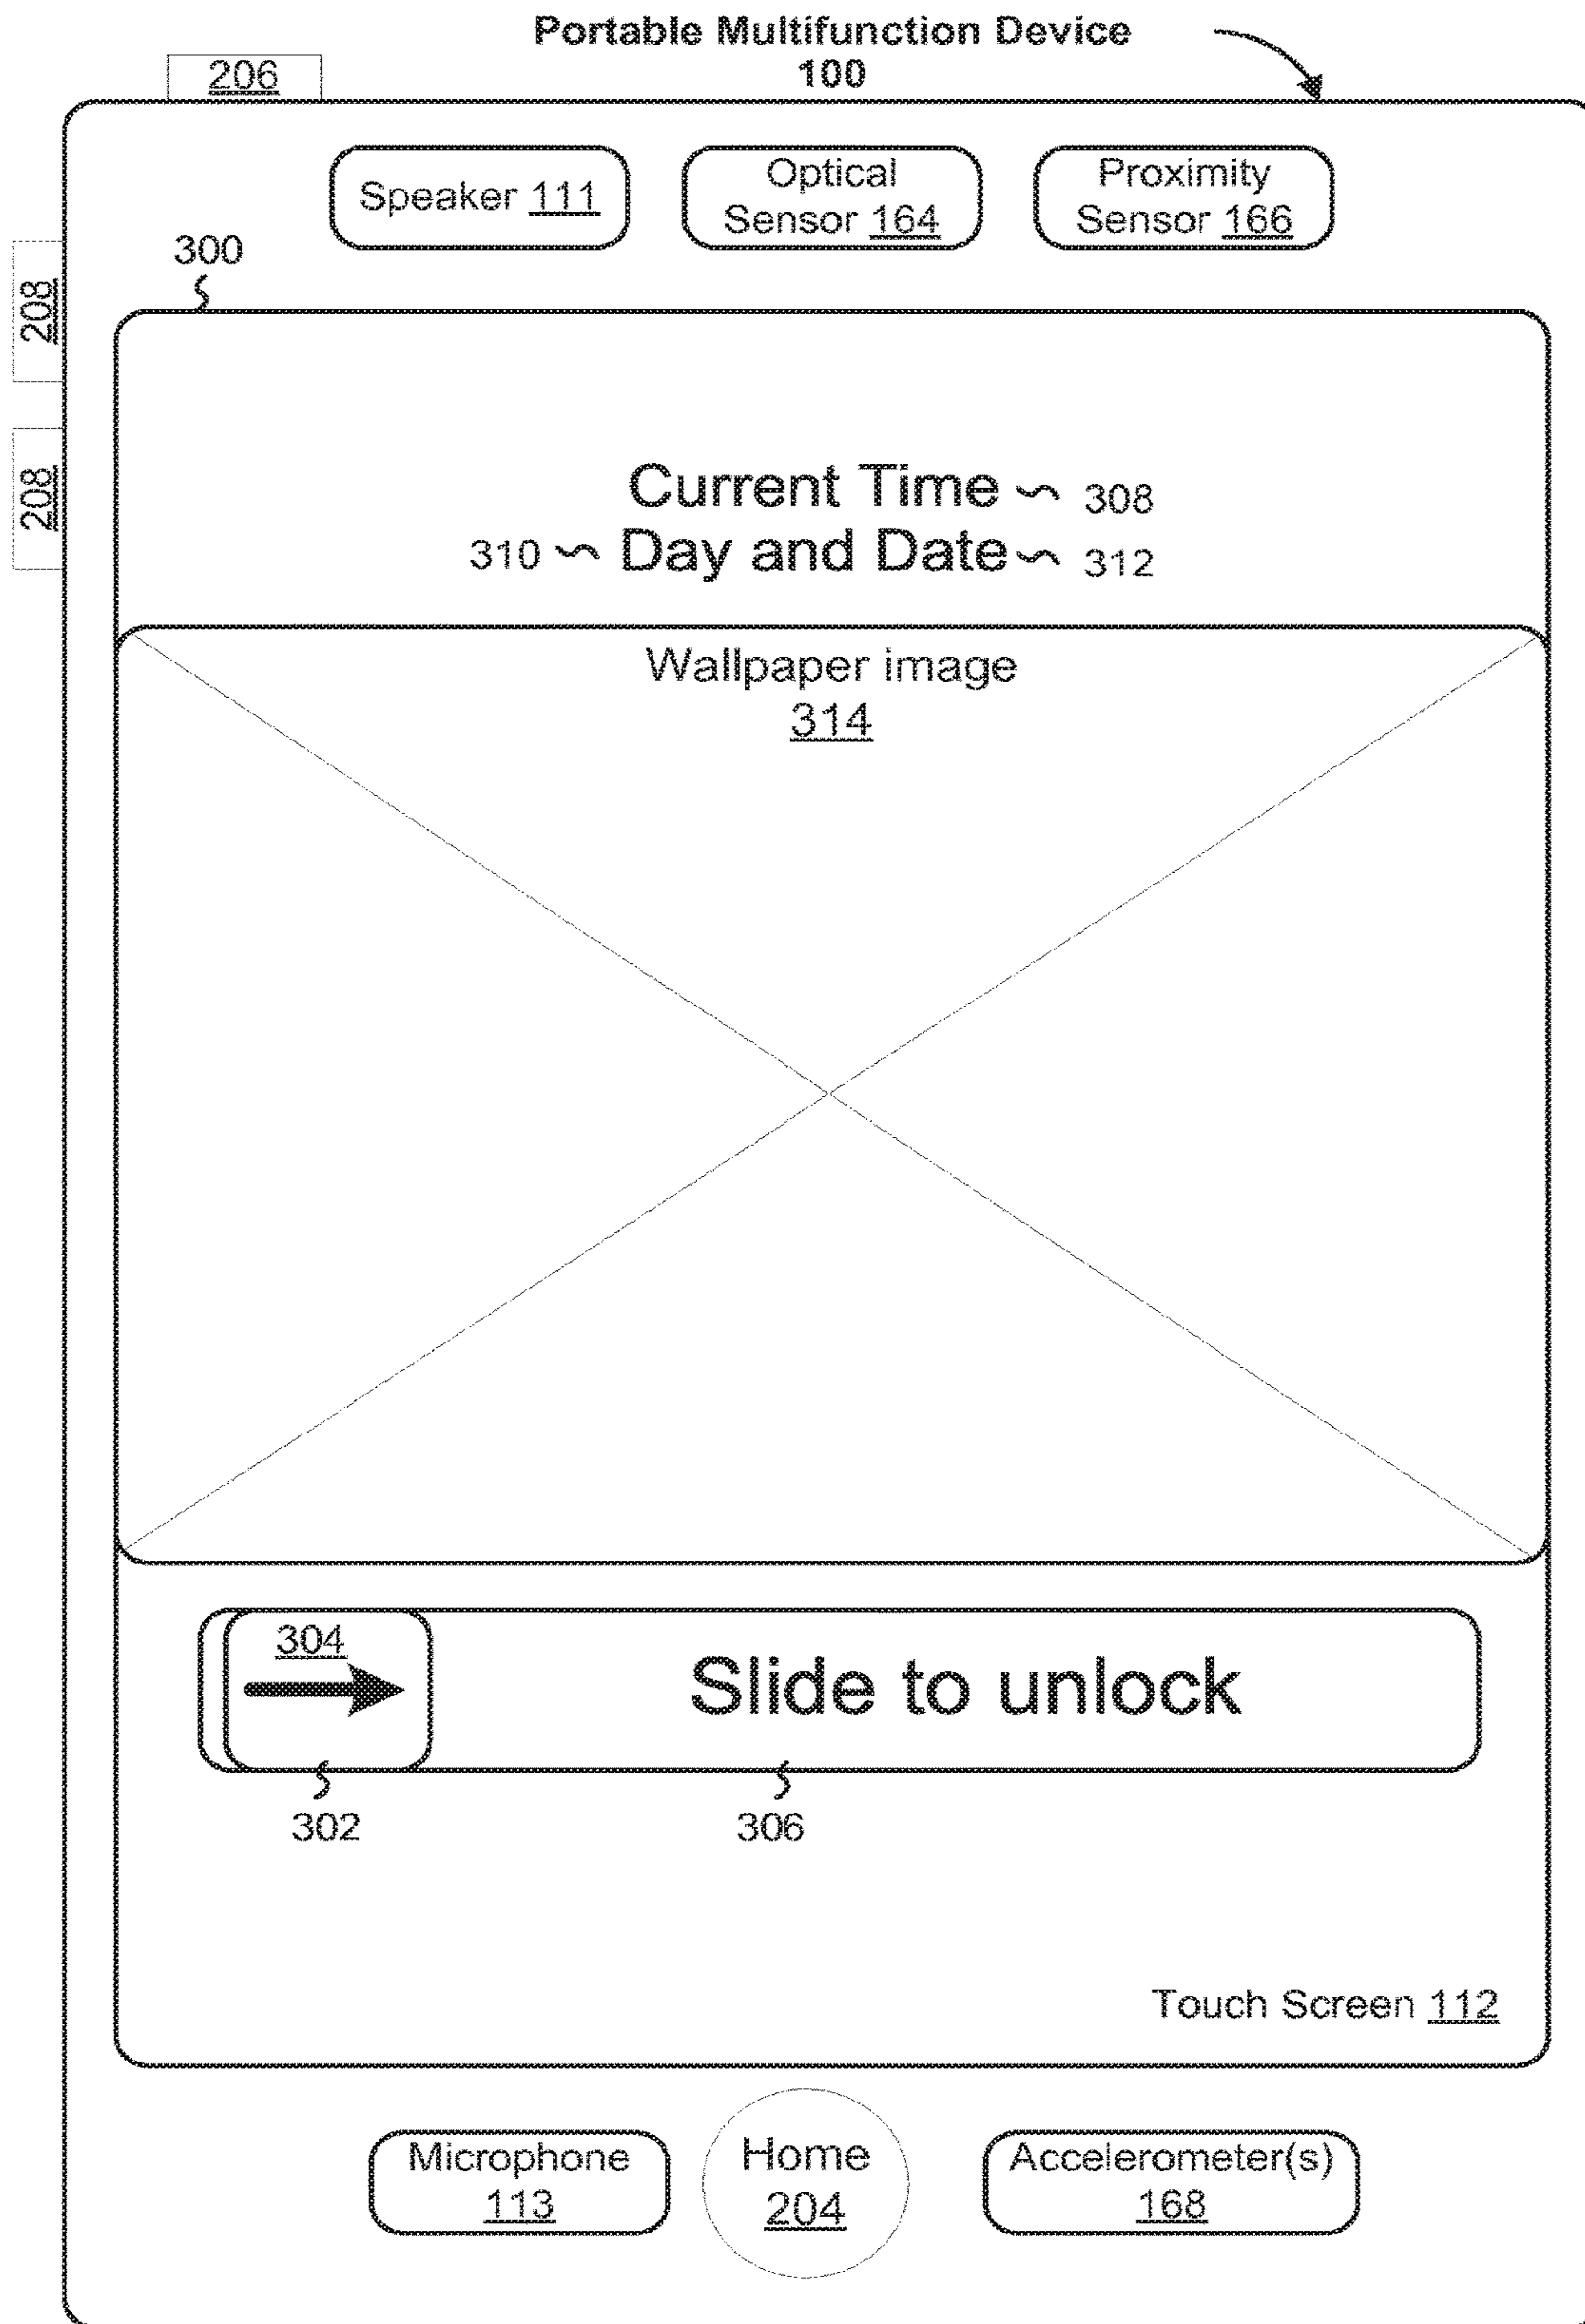 Portable Multifunction Device
100
206
Speaker 111
Optical
Sensor 164
Proximity
Sensor 166
300
208
208
Current Time ~ 308
310 ~ Day and Date ~ 312
Wallpaper image
314
304
Slide to unlock
302
306
Touch Screen 112
Microphone
113
Home
204
Accelerometer(s)
168